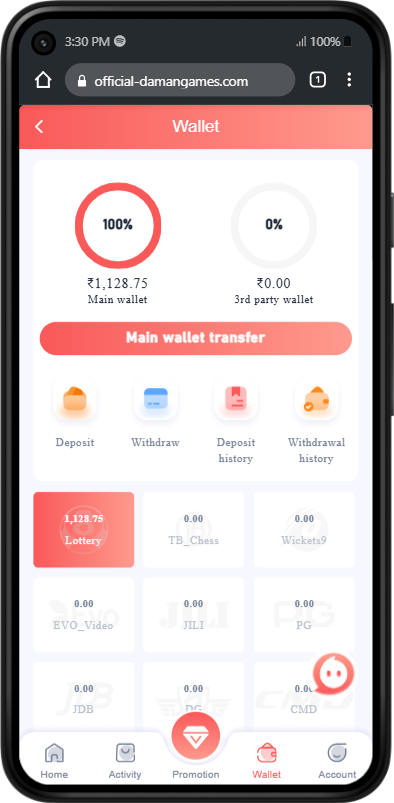 3:30 PM
100%
official-damangames.com
1
Wallet
100%
0%
₹1,128.75
₹0.00
Main wallet
3rd party wallet
Main wallet transfer
Deposit
Withdraw
Deposit
history
Withdrawal
history
1,128.75
Lottery
0.00
TB_Chess
0.00
Wickets9
0.00
EVO_Video
0.00
JILI
0.00
PG
0.00
JDB
0.00
DG
0.00
CMD
Home
Activity
Promotion
Wallet
Account